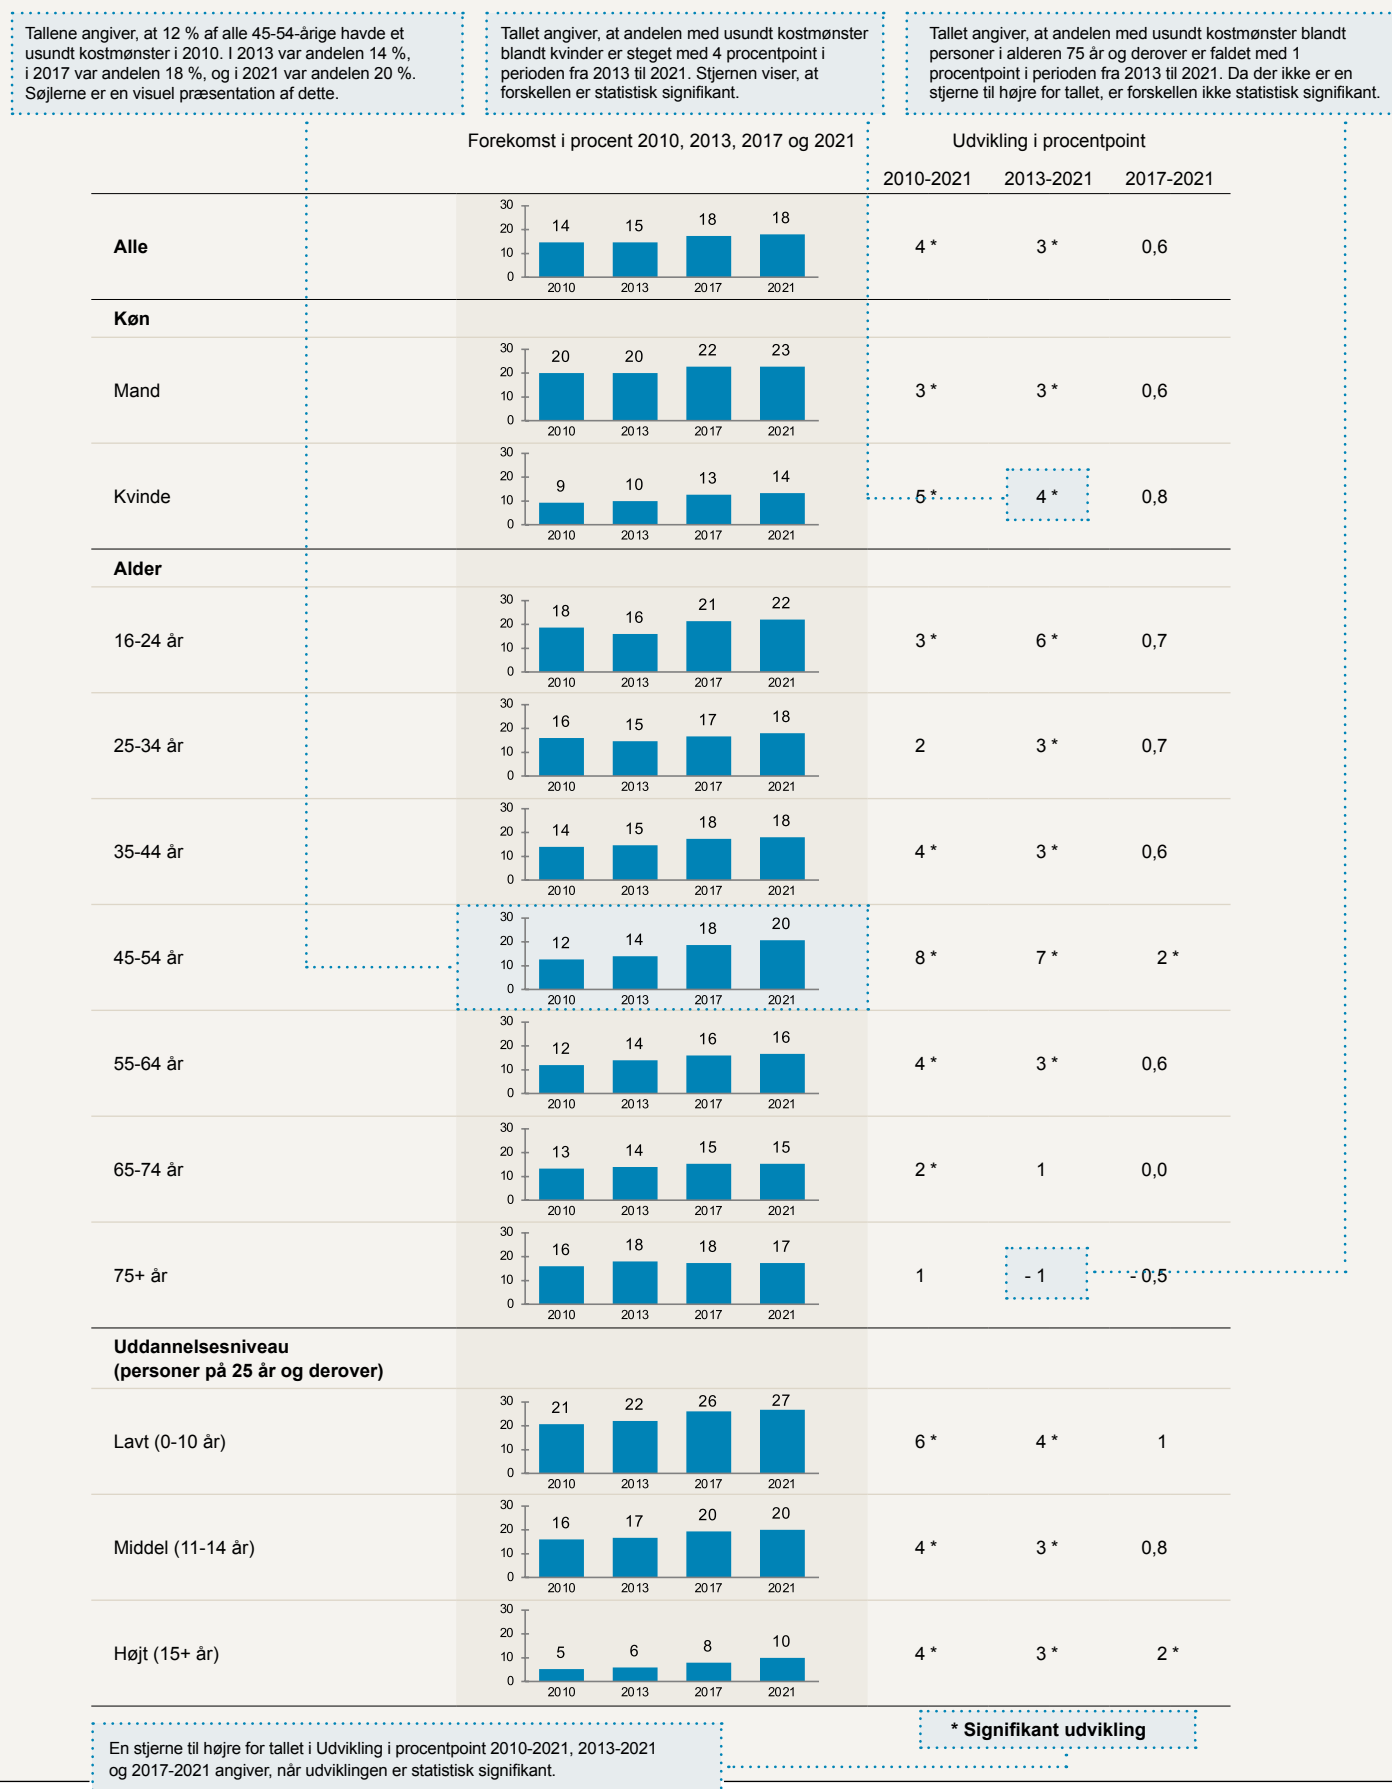 Tallene angiver, at 12 % af alle 45-54-årige havde et
usundt kostmønster i 2010. I 2013 var andelen 14 %,
i 2017 var andelen 18 %, og i 2021 var andelen 20 %.
Søjlerne er en visuel præsentation af dette.
Tallet angiver, at andelen med usundt kostmønster
blandt kvinder er steget med 4 procentpoint i
perioden fra 2013 til 2021. Stjernen viser, at
forskellen er statistisk signifikant.
Tallet angiver, at andelen med usundt kostmønster blandt
personer i alderen 75 år og derover er faldet med 1
procentpoint i perioden fra 2013 til 2021. Da der ikke er en
stjerne til højre for tallet, er forskellen ikke statistisk signifikant.
Forekomst i procent 2010, 2013, 2017 og 2021
Udvikling i procentpoint
2010-2021 2013-2021 2017-2021
Alle
30
20
10
0
14 15 18 18
2010 2013 2017 2021
4 * 3 * 0,6
Køn
Mand
30
20
10
0
20 20 22 23
2010 2013 2017 2021
3 * 3 * 0,6
Kvinde
30
20
10
0
9 10 13 14
2010 2013 2017 2021
5 * 4 * 0,8
Alder
16-24 år
30
20
10
0
18 16 21 22
2010 2013 2017 2021
3 * 6 * 0,7
25-34 år
30
20
10
0
16 15 17 18
2010 2013 2017 2021
2 3 * 0,7
35-44 år
30
20
10
0
14 15 18 18
2010 2013 2017 2021
4 * 3 * 0,6
45-54 år
30
20
10
0
12 14 18 20
2010 2013 2017 2021
8 * 7 * 2 *
55-64 år
30
20
10
0
12 14 16 16
2010 2013 2017 2021
4 * 3 * 0,6
65-74 år
30
20
10
0
13 14 15 15
2010 2013 2017 2021
2 * 1 0,0
75+ år
30
20
10
0
16 18 18 17
2010 2013 2017 2021
1 - 1 - 0,5
Uddannelsesniveau
(personer på 25 år og derover)
Lavt (0-10 år)
30
20
10
0
21 22 26 27
2010 2013 2017 2021
6 * 4 * 1
Middel (11-14 år)
30
20
10
0
16 17 20 20
2010 2013 2017 2021
4 * 3 * 0,8
Højt (15+ år)
30
20
10
0
5 6 8 10
2010 2013 2017 2021
4 * 3 * 2 *
* Signifikant udvikling
En stjerne til højre for tallet i Udvikling i procentpoint 2010-2021, 2013-2021
og 2017-2021 angiver, når udviklingen er statistisk signifikant.